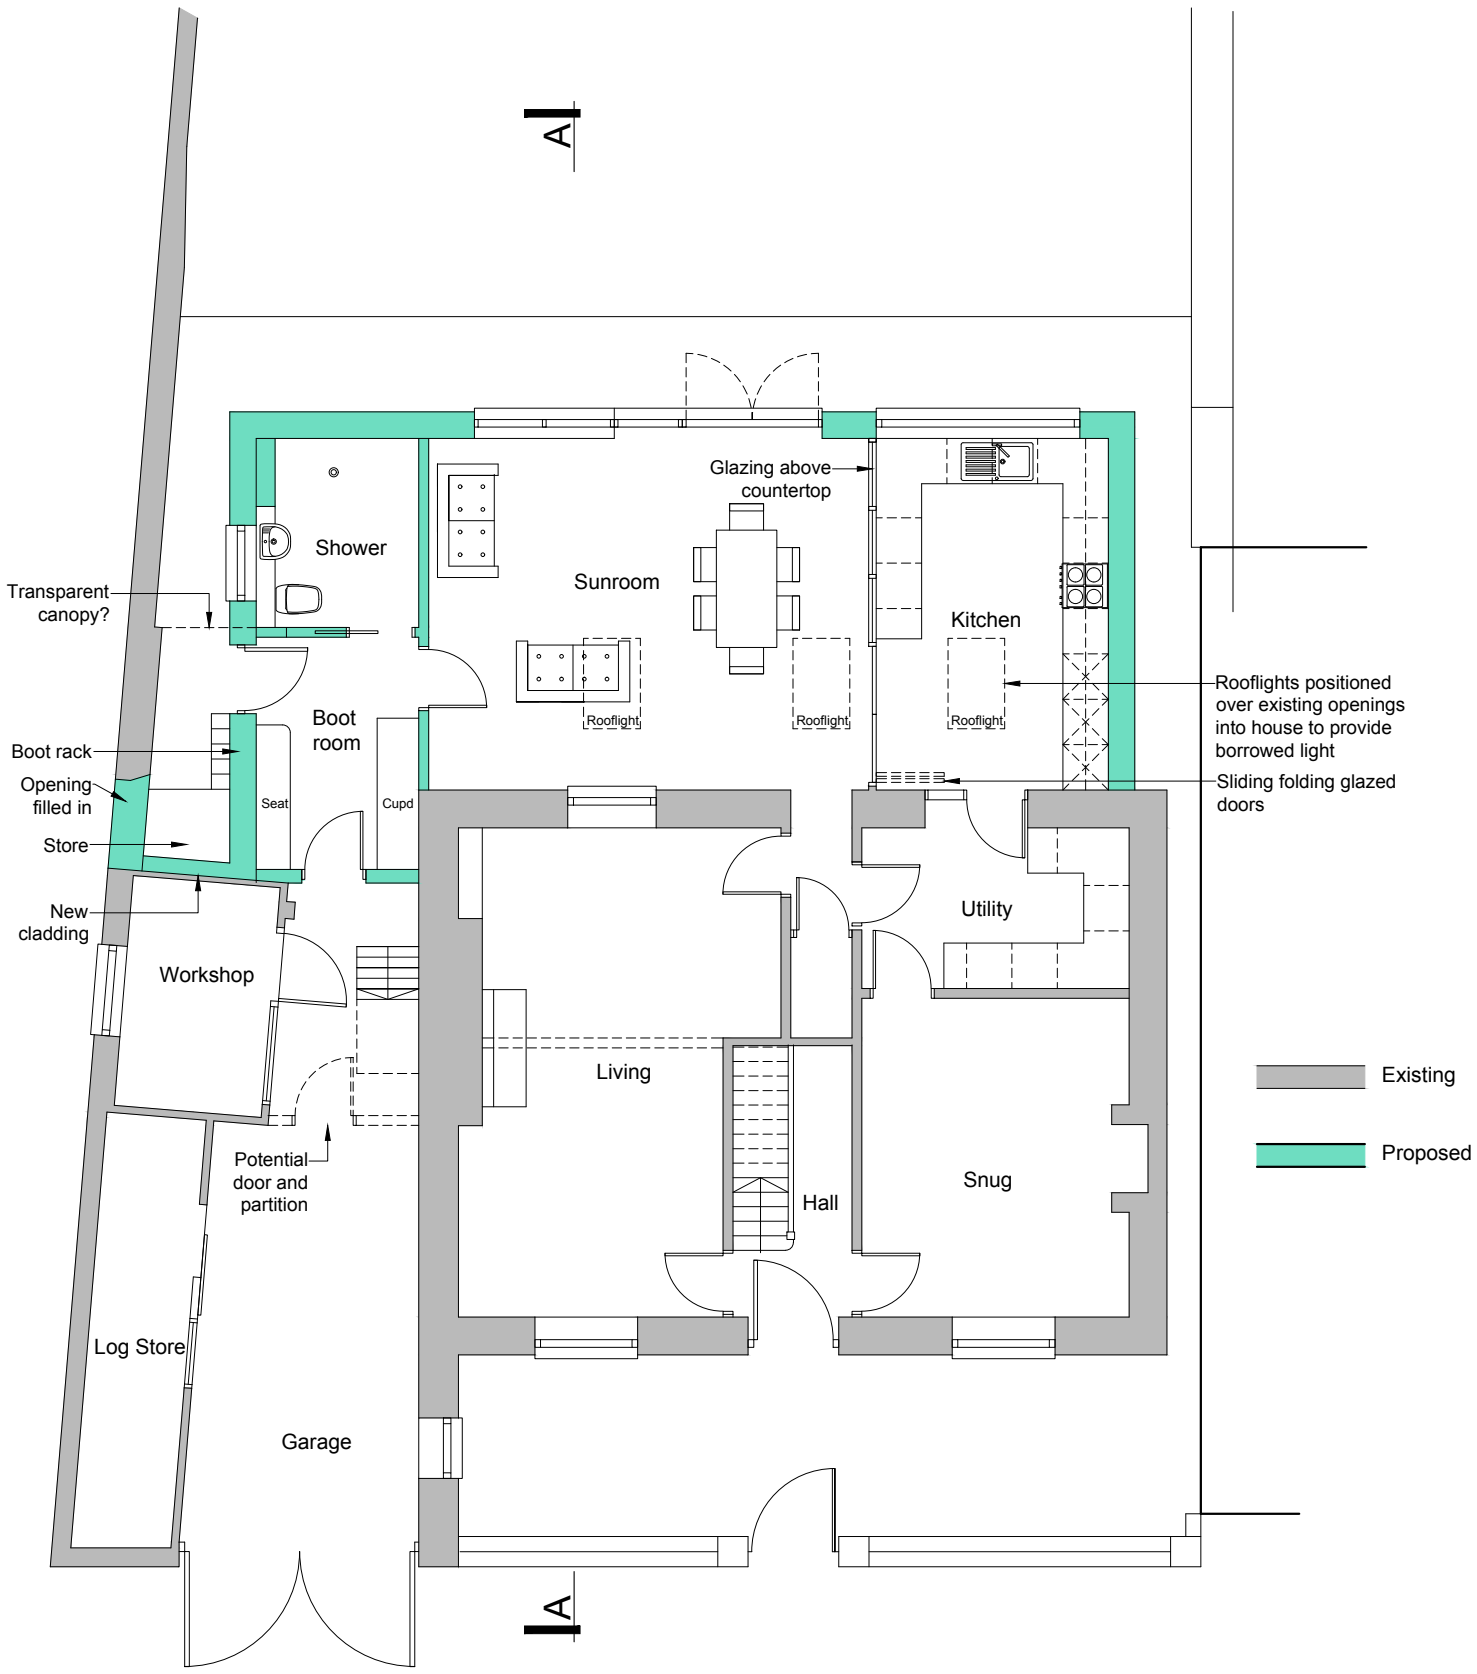 A
Glazing above
countertop
Shower
Sunroom
Transparent
canopy?
Kitchen
Rooflights positioned
over existing openings
into house to provide
borrowed light
Boot
room
Rooflight
Rooflight
Rooflight
Boot rack
Opening
filled in
Sliding folding glazed
doors
Seat
Cupd
Store
New
cladding
Utility
Workshop
Living
Existing
Potential
door and
partition
Proposed
Snug
Hall
Log Store
Garage
A